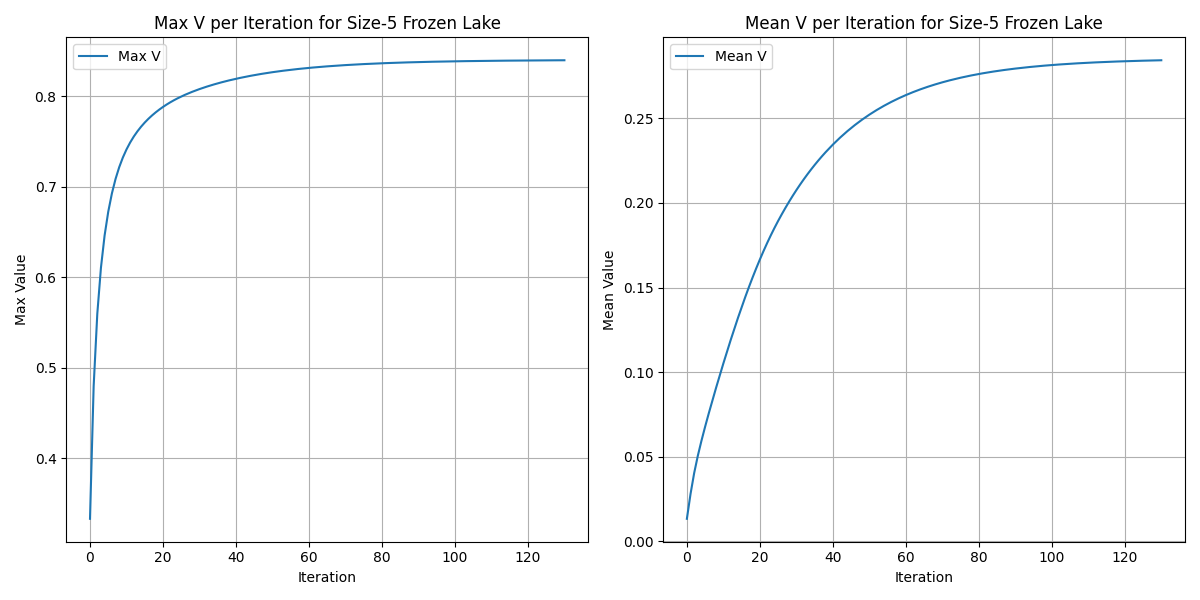 Max V per Iteration for Size-5 Frozen Lake
Max V
Max Value
0.8
0.7
0.6
0.5
0.4
0 20 40 60 80 100 120
Iteration
Mean V per Iteration for Size-5 Frozen Lake
Mean V
Mean Value
0.25
0.20
0.15
0.10
0.05
0.00
0 20 40 60 80 100 120
Iteration